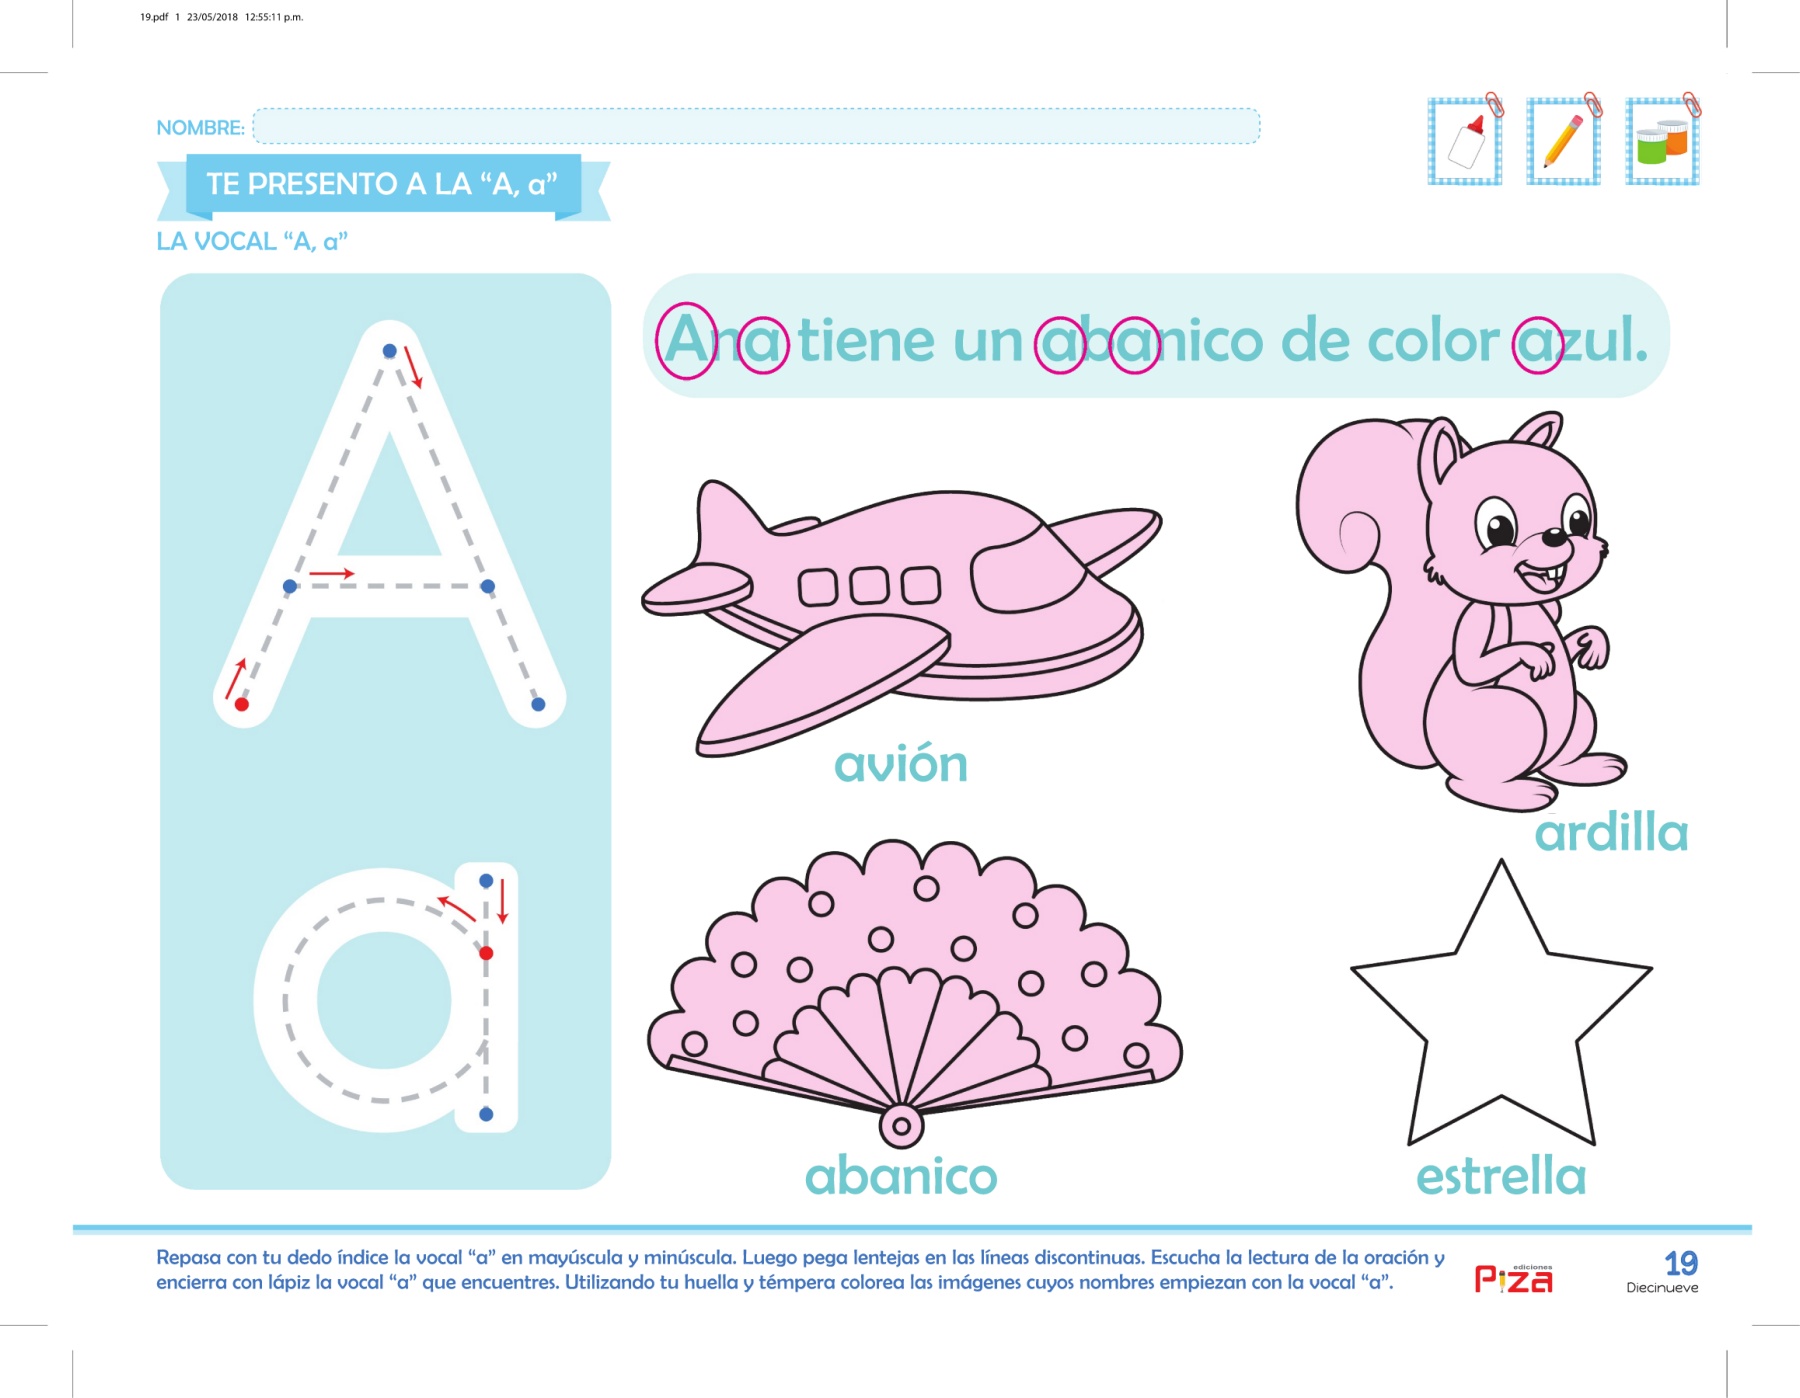 19.pdf 1 23/05/2018 12:55:11 p.m.
NOMBRE:
TE PRESENTO A LA “A, a”
LA VOCAL “A, a”
Ana tiene un abanico de color azul.
A
a
avión
ardilla
abanico
estrella
Repasa con tu dedo índice la vocal “a” en mayúscula y minúscula. Luego pega lentejas en las líneas discontinuas. Escucha la lectura de la oración y
encierra con lápiz la vocal “a” que encuentres. Utilizando tu huella y témpera colorea las imágenes cuyos nombres empiezan con la vocal “a”.
ediciones
Piza
19
Diecinueve